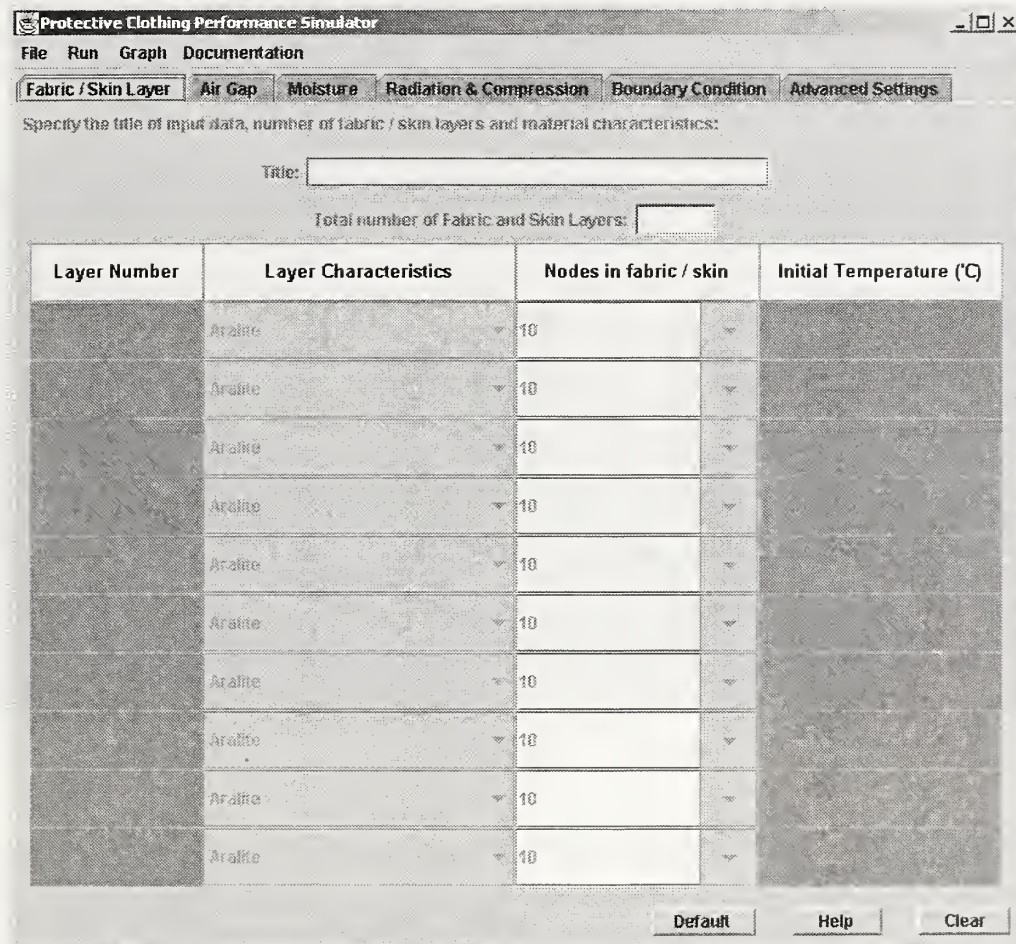 Protective Clothing Performance Simulator
File Run Graph Documentation
Fabric / Skin Layer Air Gap Moisture Radiation & Compression Boundary Condition Advanced Settings
Specify the title of input data, number of fabric / skin layers and material characteristics:
Title:
Total number of Fabric and Skin Layers:
Layer Number Layer Characteristics Nodes in fabric / skin Initial Temperature (°C)
Aralite 10
Aralite 10
Aralite 10
Aralite 10
Aralite 10
Aralite 10
Aralite 10
Aralite 10
Aralite 10
Aralite 10
Default Help Clear